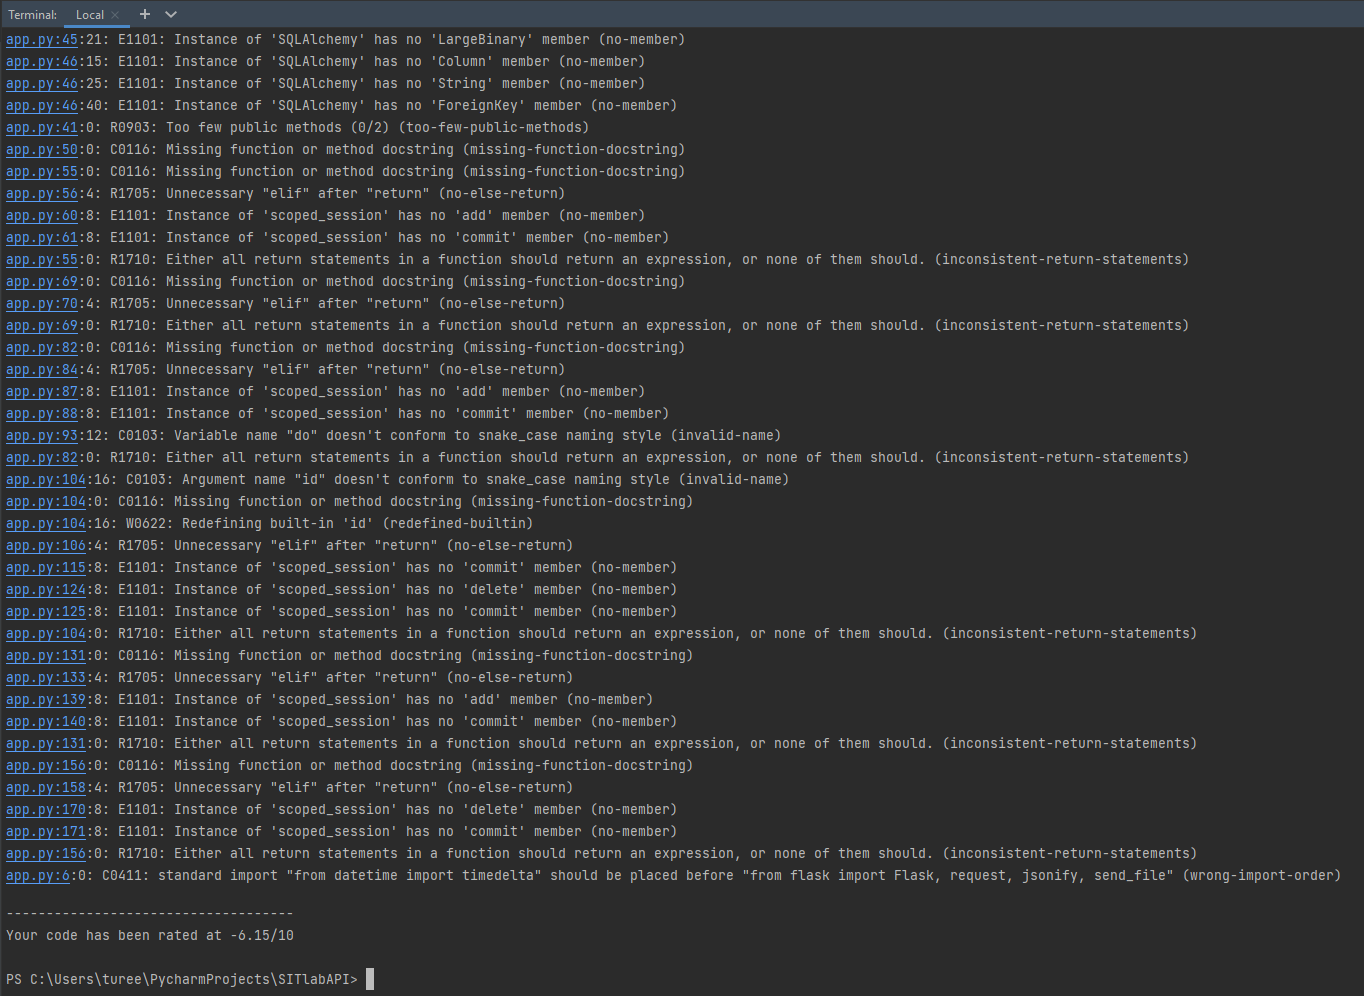 Terminal: Local × +
app.py:45:21: E1101: Instance of 'SQLAlchemy' has no 'LargeBinary' member (no-member)
app.py:46:15: E1101: Instance of 'SQLAlchemy' has no 'Column' member (no-member)
app.py:46:25: E1101: Instance of 'SQLAlchemy' has no 'String' member (no-member)
app.py:46:40: E1101: Instance of 'SQLAlchemy' has no 'ForeignKey' member (no-member)
app.py:41:0: R0903: Too few public methods (0/2) (too-few-public-methods)
app.py:50:0: C0116: Missing function or method docstring (missing-function-docstring)
app.py:55:0: C0116: Missing function or method docstring (missing-function-docstring)
app.py:56:4: R1705: Unnecessary "elif" after "return" (no-else-return)
app.py:60:8: E1101: Instance of 'scoped_session' has no 'add' member (no-member)
app.py:61:8: E1101: Instance of 'scoped_session' has no 'commit' member (no-member)
app.py:55:0: R1710: Either all return statements in a function should return an expression, or none of them should. (inconsistent-return-statements)
app.py:69:0: C0116: Missing function or method docstring (missing-function-docstring)
app.py:70:4: R1705: Unnecessary "elif" after "return" (no-else-return)
app.py:69:0: R1710: Either all return statements in a function should return an expression, or none of them should. (inconsistent-return-statements)
app.py:82:0: C0116: Missing function or method docstring (missing-function-docstring)
app.py:84:4: R1705: Unnecessary "elif" after "return" (no-else-return)
app.py:87:8: E1101: Instance of 'scoped_session' has no 'add' member (no-member)
app.py:88:8: E1101: Instance of 'scoped_session' has no 'commit' member (no-member)
app.py:93:12: C0103: Variable name "do" doesn't conform to snake_case naming style (invalid-name)
app.py:82:0: R1710: Either all return statements in a function should return an expression, or none of them should. (inconsistent-return-statements)
app.py:104:16: C0103: Argument name "id" doesn't conform to snake_case naming style (invalid-name)
app.py:104:0: C0116: Missing function or method docstring (missing-function-docstring)
app.py:104:16: W0622: Redefining built-in 'id' (redefined-builtin)
app.py:106:4: R1705: Unnecessary "elif" after "return" (no-else-return)
app.py:115:8: E1101: Instance of 'scoped_session' has no 'commit' member (no-member)
app.py:124:8: E1101: Instance of 'scoped_session' has no 'delete' member (no-member)
app.py:125:8: E1101: Instance of 'scoped_session' has no 'commit' member (no-member)
app.py:104:0: R1710: Either all return statements in a function should return an expression, or none of them should. (inconsistent-return-statements)
app.py:131:0: C0116: Missing function or method docstring (missing-function-docstring)
app.py:133:4: R1705: Unnecessary "elif" after "return" (no-else-return)
app.py:139:8: E1101: Instance of 'scoped_session' has no 'add' member (no-member)
app.py:140:8: E1101: Instance of 'scoped_session' has no 'commit' member (no-member)
app.py:131:0: R1710: Either all return statements in a function should return an expression, or none of them should. (inconsistent-return-statements)
app.py:156:0: C0116: Missing function or method docstring (missing-function-docstring)
app.py:158:4: R1705: Unnecessary "elif" after "return" (no-else-return)
app.py:170:8: E1101: Instance of 'scoped_session' has no 'delete' member (no-member)
app.py:171:8: E1101: Instance of 'scoped_session' has no 'commit' member (no-member)
app.py:156:0: R1710: Either all return statements in a function should return an expression, or none of them should. (inconsistent-return-statements)
app.py:6:0: C0411: standard import "from datetime import timedelta" should be placed before "from flask import Flask, request, jsonify, send_file" (wrong-import-order)
------------------------------------
Your code has been rated at -6.15/10
PS C:\Users\turee\PycharmProjects\SITlabAPI>